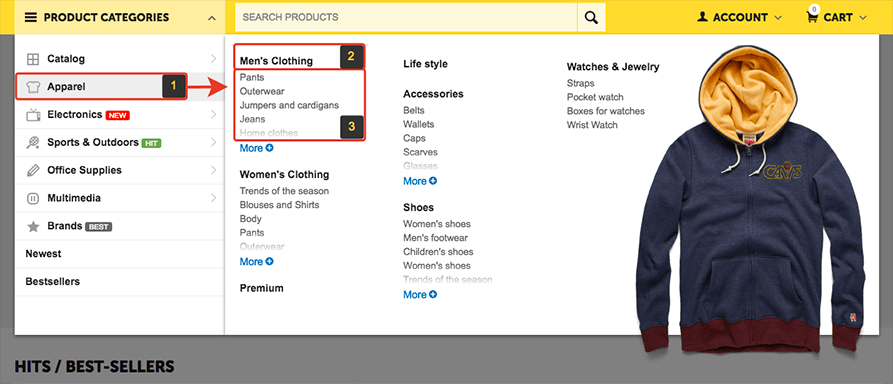 PRODUCT CATEGORIES
SEARCH PRODUCTS
ACCOUNT
0
CART
Catalog
Apparel
1
Electronics NEW
Sports & Outdoors HIT
Office Supplies
Multimedia
Brands BEST
Newest
Bestsellers
Men's Clothing
2
Pants
Outerwear
Jumpers and cardigans
Jeans
Home clothes
3
More
Women's Clothing
Trends of the season
Blouses and Shirts
Body
Pants
Outerwear
More
Premium
Life style
Accessories
Belts
Wallets
Caps
Scarves
Glasses
More
Shoes
Women's shoes
Men's footwear
Children's shoes
Women's shoes
Trends of the season
More
Watches & Jewelry
Straps
Pocket watch
Boxes for watches
Wrist Watch
CAVS
HITS / BEST-SELLERS